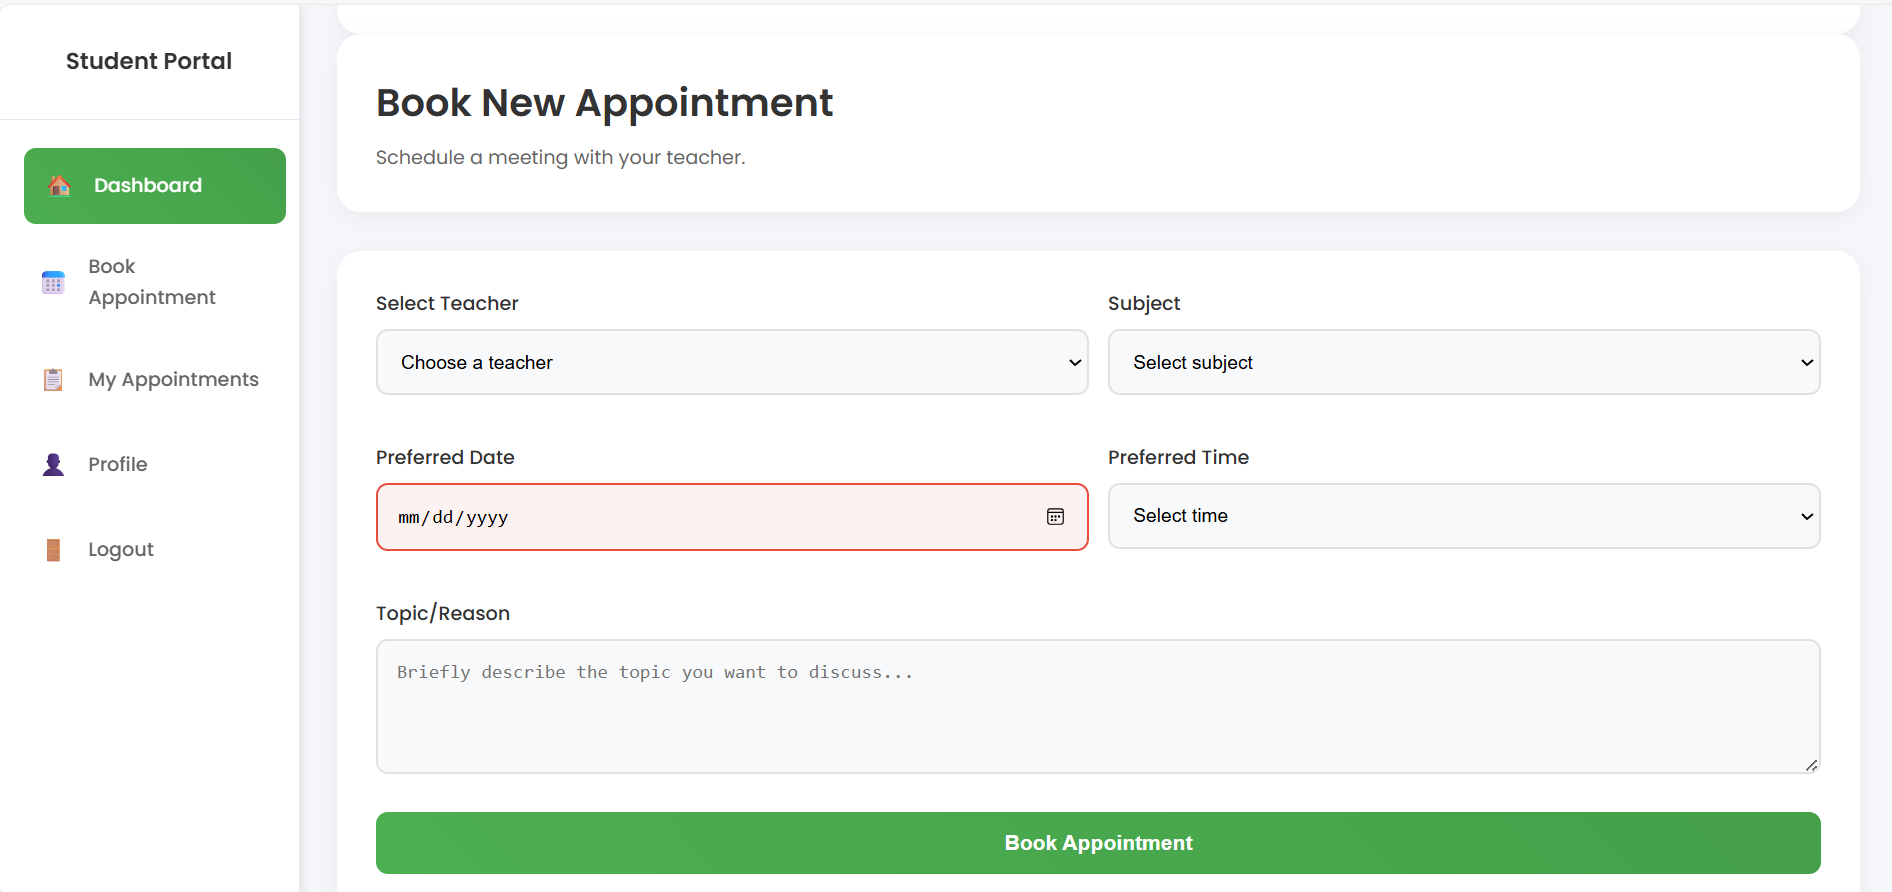 Student Portal
Dashboard
Book
Appointment
My Appointments
Profile
Logout
Book New Appointment
Schedule a meeting with your teacher.
Select Teacher
Choose a teacher
Subject
Select subject
Preferred Date
mm/dd/yyyy
Preferred Time
Select time
Topic/Reason
Briefly describe the topic you want to discuss...
Book Appointment